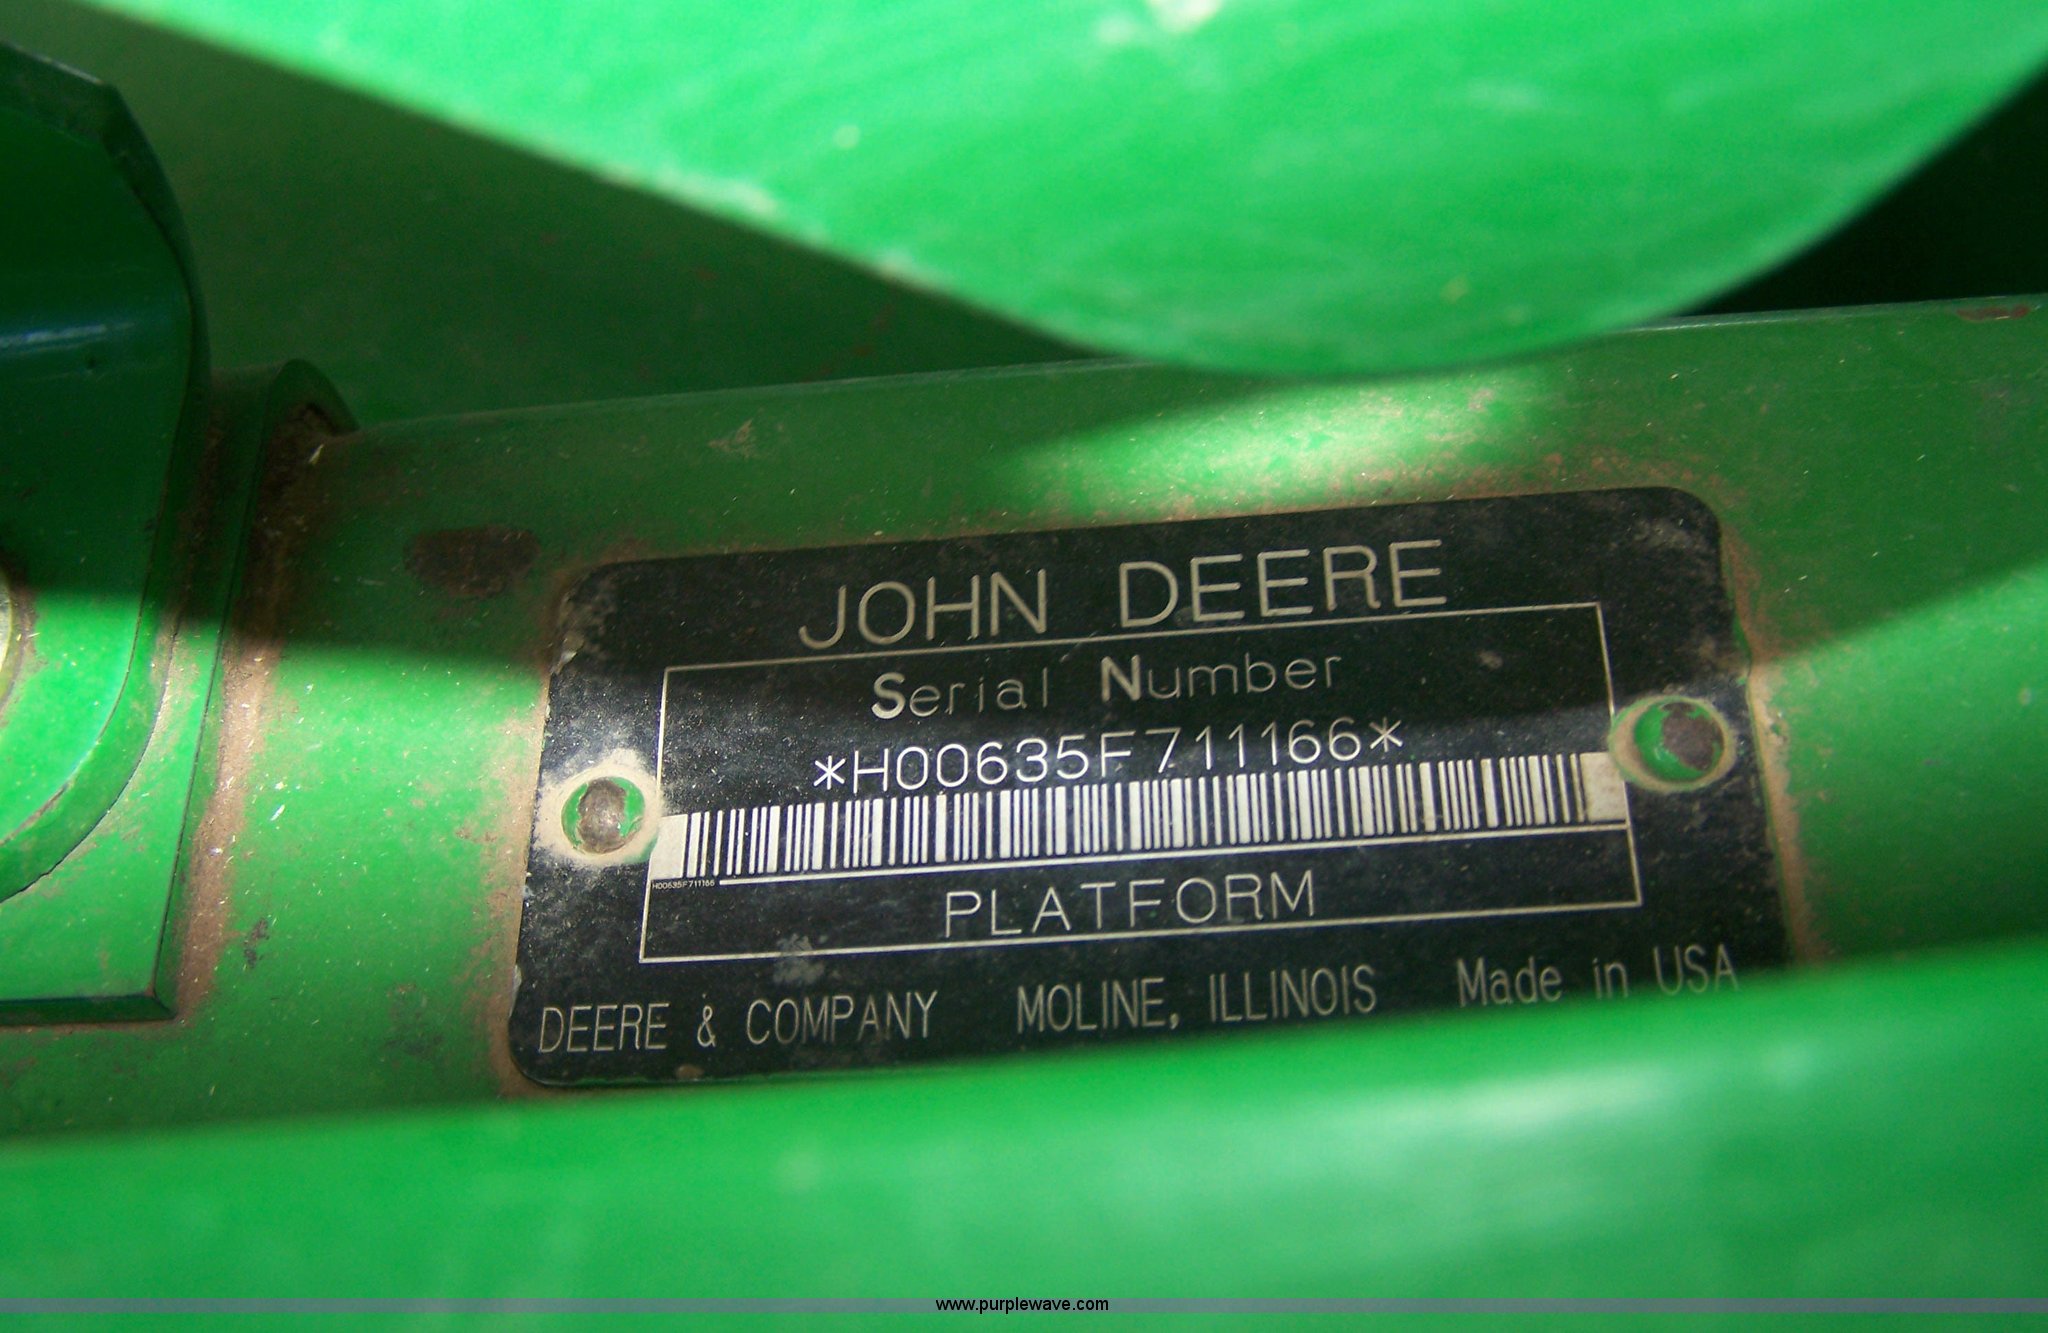 JOHN DEERE
Serial Number
*H00635F711166*
H00635F711166
PLATFORM
DEERE & COMPANY MOLINE, ILLINOIS Made in USA
www.purplewave.com